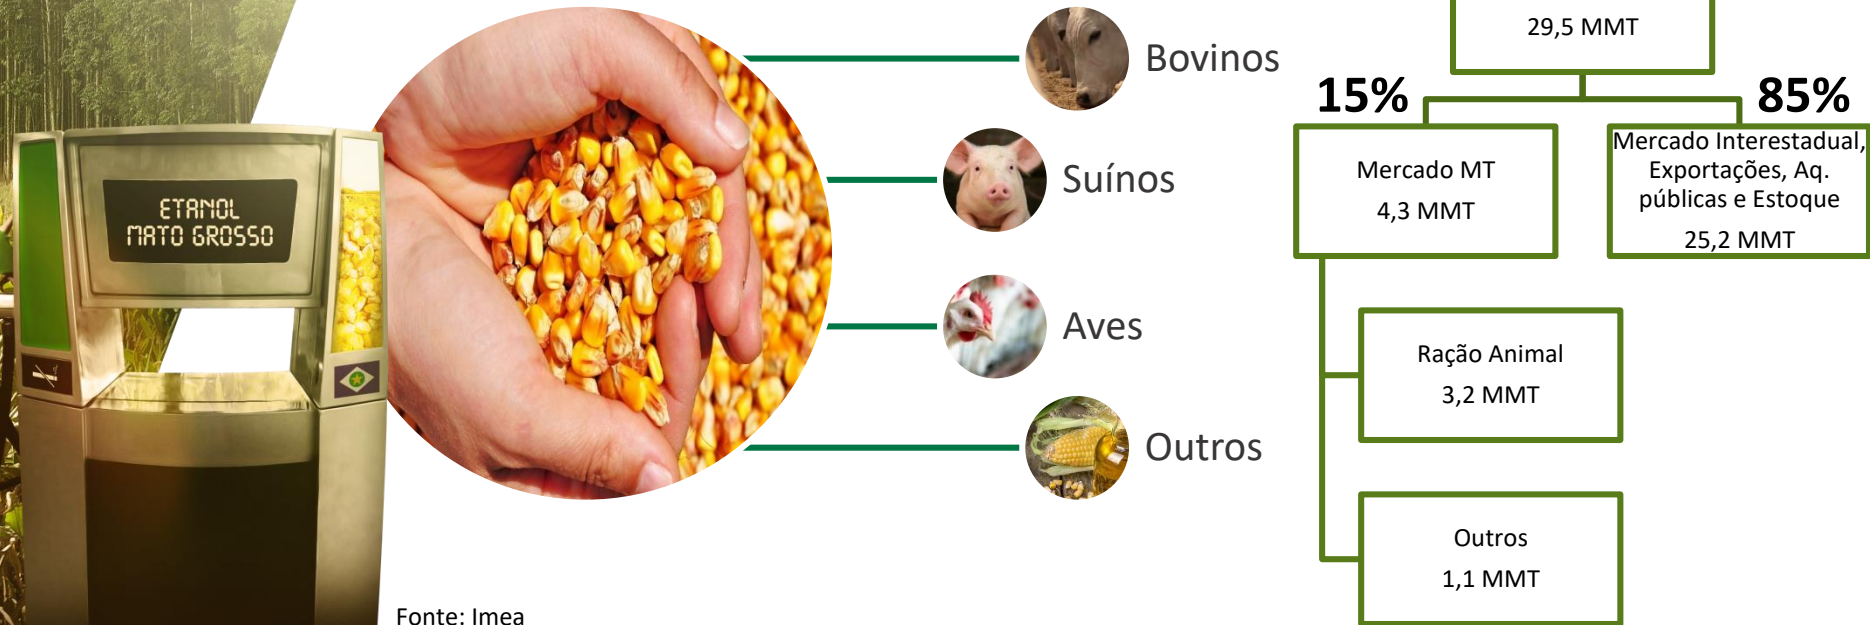 ETANOL
MATO GROSSO
Bovinos
Suínos
Aves
Outros
29,5 MMT
15%
85%
Mercado MT
4,3 MMT
Mercado Interestadual,
Exportações, Aq.
públicas e Estoque
25,2 MMT
Ração Animal
3,2 MMT
Outros
1,1 MMT
Fonte: Imea